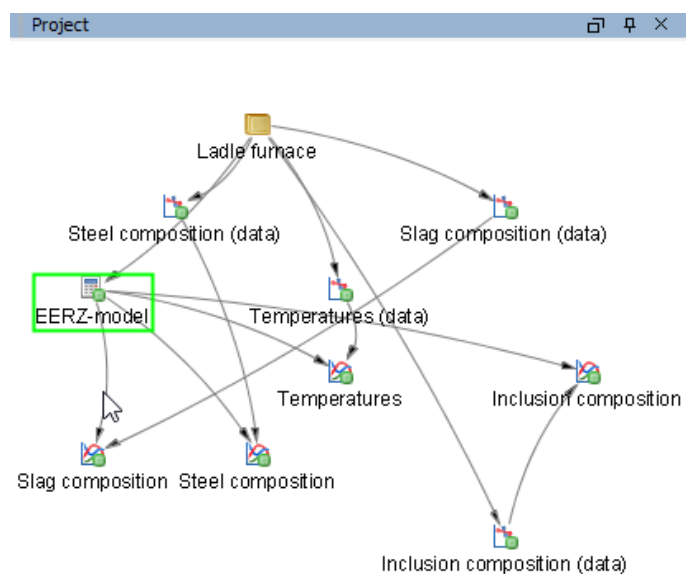 Project
Ladle furnace
Steel composition (data)
Slag composition (data)
EERZ-model
Temperatures (data)
Temperatures
Inclusion composition
Slag composition
Steel composition
Inclusion composition (data)